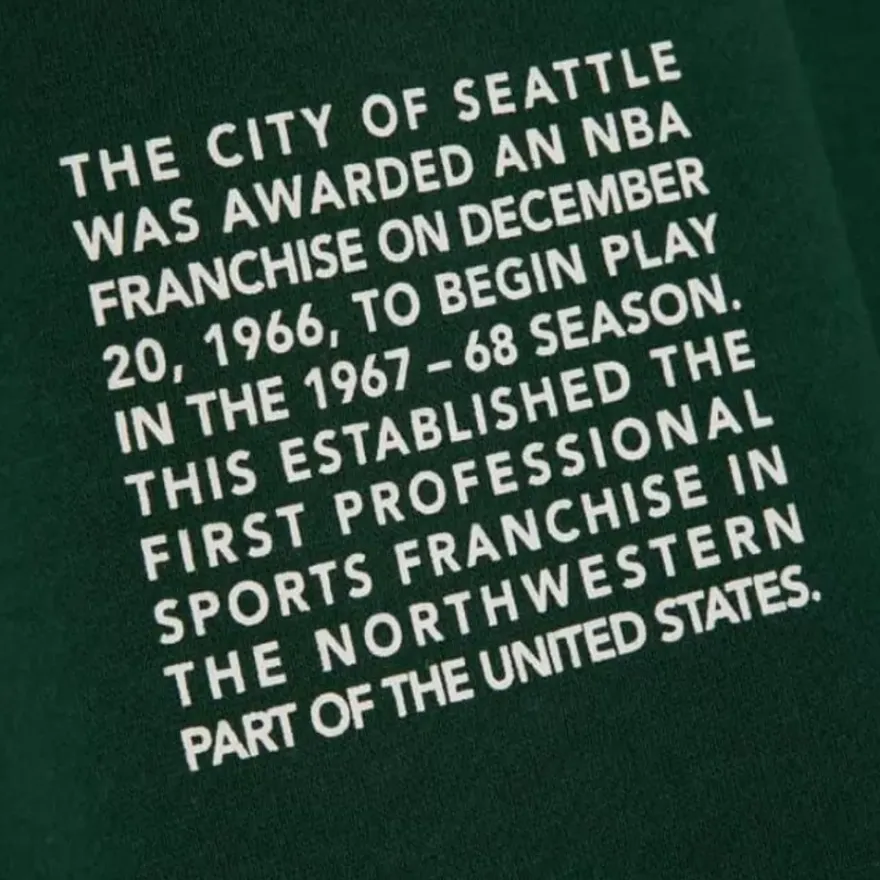 THE CITY OF SEATTLE
WAS AWARDED AN NBA
FRANCHISE ON DECEMBER
20, 1966, TO BEGIN PLAY
IN THE 1967 – 68 SEASON.
THIS ESTABLISHED THE
FIRST PROFESSIONAL
SPORTS FRANCHISE IN
THE NORTHWESTERN
PART OF THE UNITED STATES.